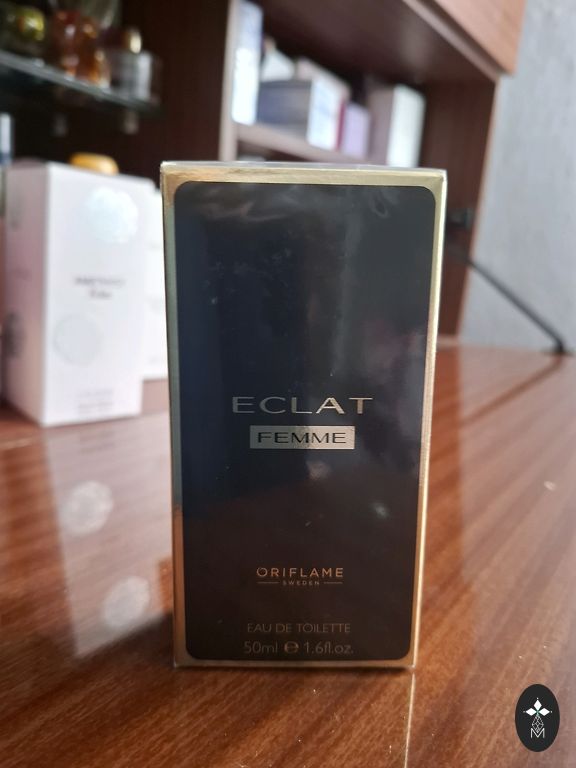 ECLAT
FEMME
ORIFLAME
SWEDEN
EAU DE TOILETTE
50ml ℮ 1.6fl.oz.
M